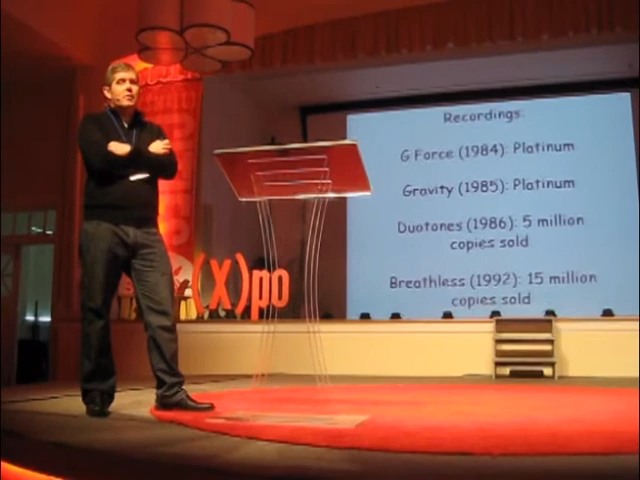 Recordings:
G Force (1984): Platinum
Gravity (1985): Platinum
Duotones (1986): 5 million
copies sold
Breathless (1992): 15 million
copies sold
(x)po